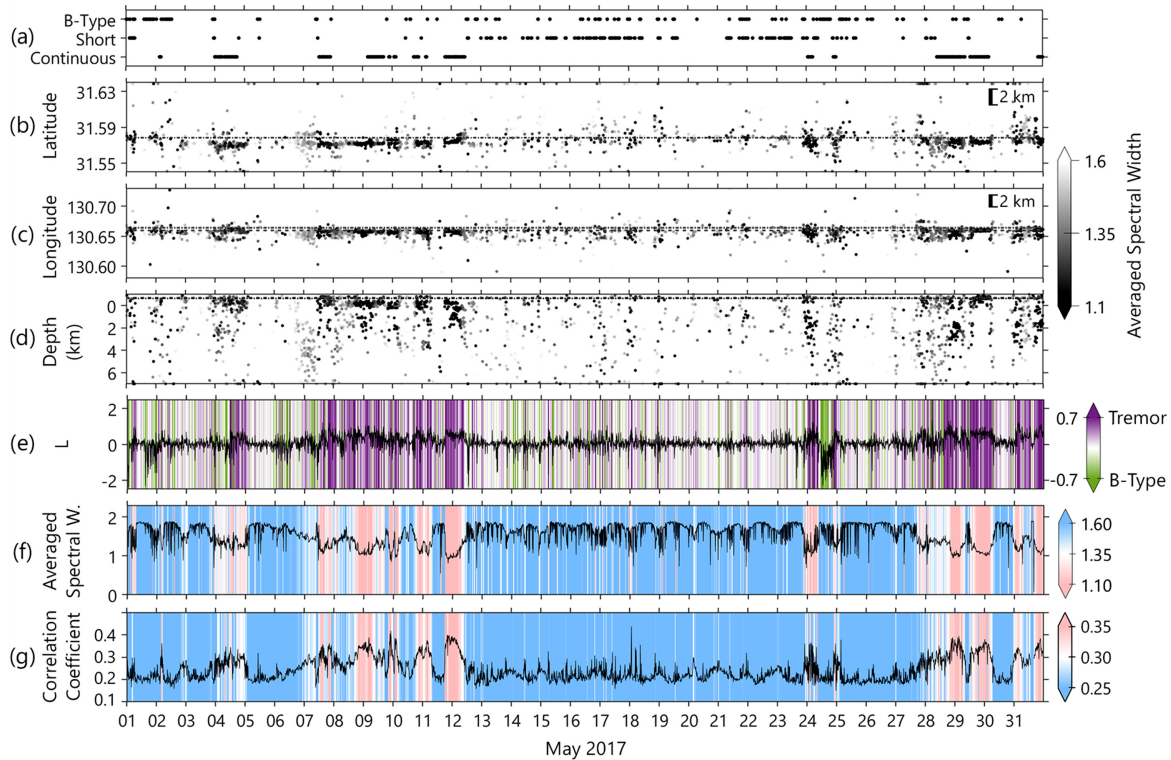 (a)
B-Type
Short
Continuous
(b)
Latitude
31.63
31.59
31.55
2 km
(c)
Longitude
130.70
130.65
130.60
2 km
1.6
1.35
1.1
Averaged Spectral Width
(d)
Depth
(km)
0
2
4
6
(e)
L
2
0
-2
0.7
-0.7
Tremor
B-Type
(f)
Averaged
Spectral W.
2
1
0
1.60
1.35
1.10
(g)
Correlation
Coefficient
0.4
0.3
0.2
0.1
0.35
0.30
0.25
01 02 03 04 05 06 07 08 09 10 11 12 13 14 15 16 17 18 19 20 21 22 23 24 25 26 27 28 29 30 31
May 2017